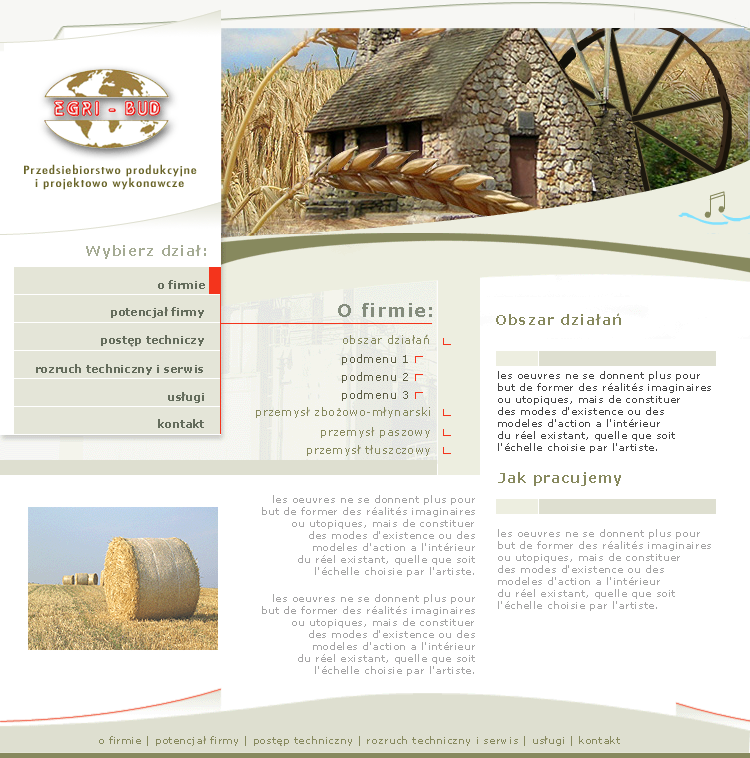 EGRI - BUD
Przedsiebiorstwo produkcyjne
i projektowo wykonawcze
Wybierz dział:
o firmie
potencjał firmy
postęp techniczy
rozruch techniczny i serwis
usługi
kontakt
O firmie:
obszar działań
podmenu 1
podmenu 2
podmenu 3
przemysł zbożowo-młynarski
przemysł paszowy
przemysł tłuszczowy
Obszar działań
les oeuvres ne se donnent plus pour
but de former des réalités imaginaires
ou utopiques, mais de constituer
des modes d'existence ou des
modeles d'action a l'intérieur
du réel existant, quelle que soit
l'échelle choisie par l'artiste.
Jak pracujemy
les oeuvres ne se donnent plus pour
but de former des réalités imaginaires
ou utopiques, mais de constituer
des modes d'existence ou des
modeles d'action a l'intérieur
du réel existant, quelle que soit
l'échelle choisie par l'artiste.
les oeuvres ne se donnent plus pour
but de former des réalités imaginaires
ou utopiques, mais de constituer
des modes d'existence ou des
modeles d'action a l'intérieur
du réel existant, quelle que soit
l'échelle choisie par l'artiste.
les oeuvres ne se donnent plus pour
but de former des réalités imaginaires
ou utopiques, mais de constituer
des modes d'existence ou des
modeles d'action a l'intérieur
du réel existant, quelle que soit
l'échelle choisie par l'artiste.
o firmie | potencjał firmy | postęp techniczny | rozruch techniczny i serwis | usługi | kontakt